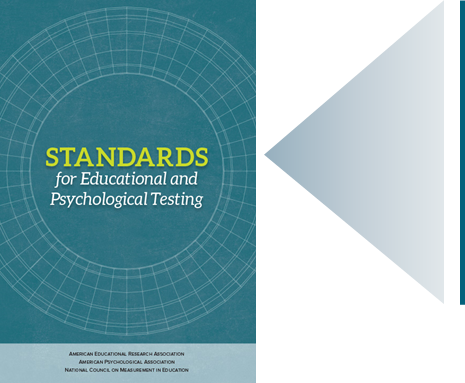 STANDARDS
for Educational and
Psychological Testing
American Educational Research Association
American Psychological Association
National Council on Measurement in Education